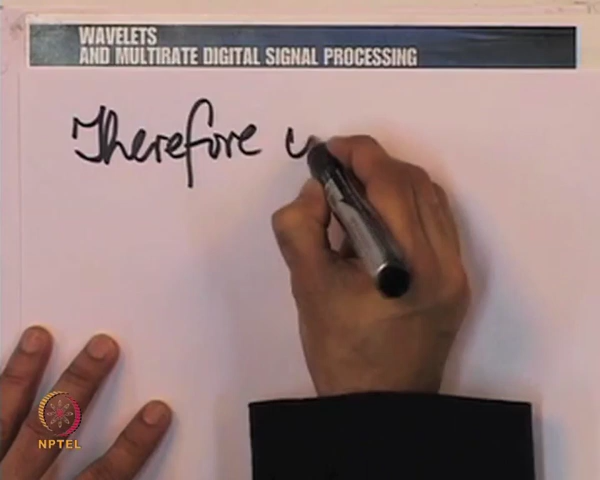 WAVELETS
AND MULTIRATE DIGITAL SIGNAL PROCESSING
Therefore
NPTEL